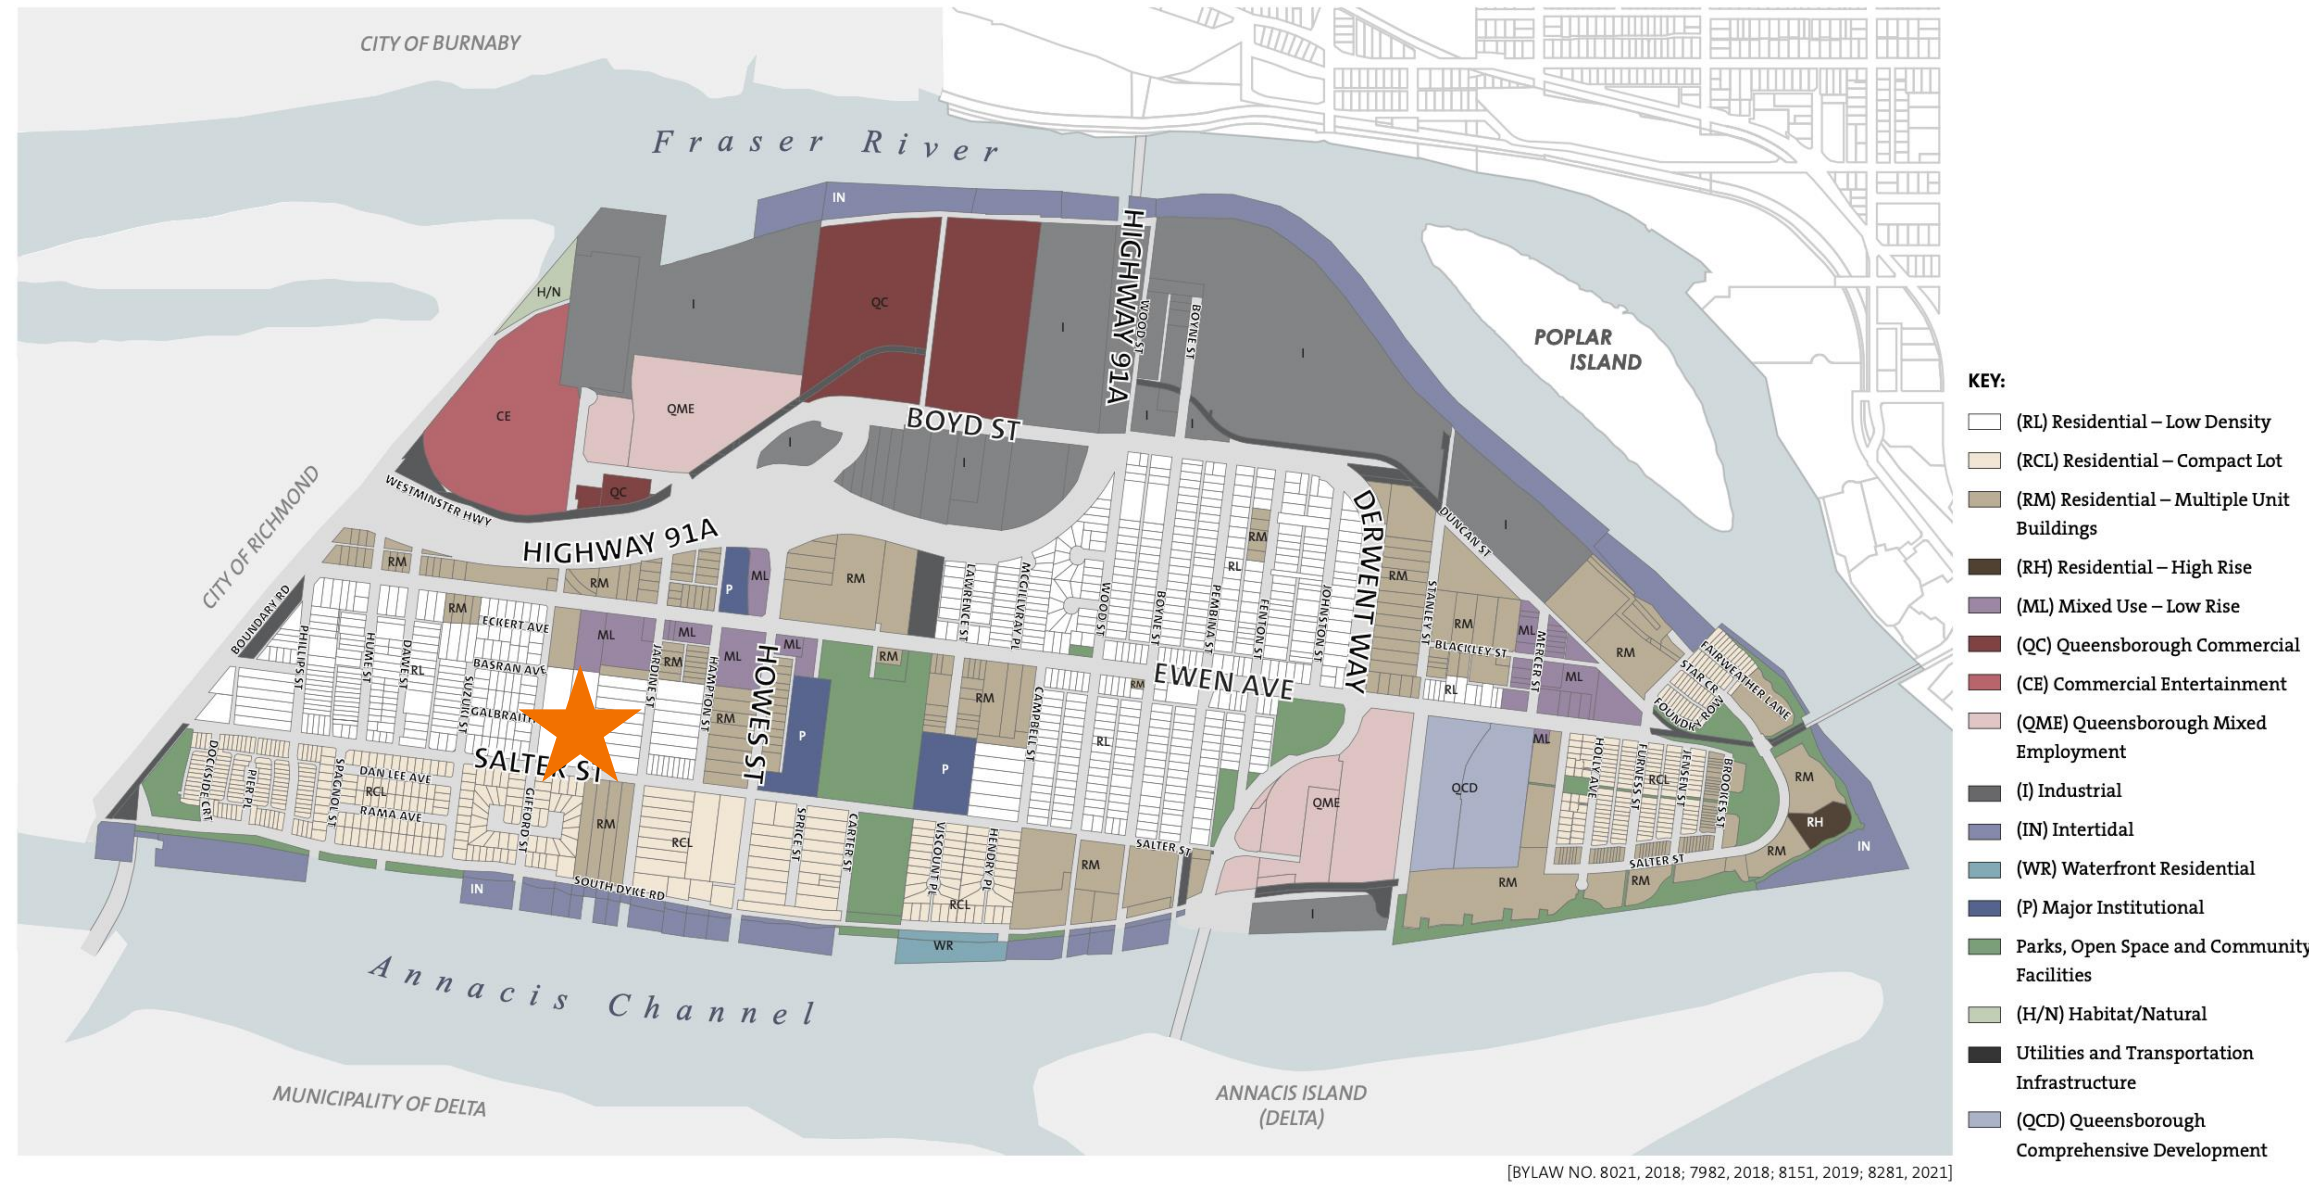 CITY OF BURNABY
Fraser River
IN
HIGHWAY 91A
H/N
I
QC
I
WOOD ST
BOYNE ST
I
POPLAR
ISLAND
CE
QME
BOYD ST
I
I
I
I
QC
I
WESTMINSTER HWY
CITY OF RICHMOND
HIGHWAY 91A
DERWENT WAY
DUNCAN ST
I
RM
RM
P
ML
RM
RM
RL
RM
LAWRENCE ST
MCGILLVRAY PL
WOOD ST
BOYNE ST
PEMBINA ST
FENTON ST
JOHNSTON ST
STANLEY ST
BOUNDARY RD
PHILLIPS ST
HUME ST
DAWE ST
RL
RM
ECKERT AVE
ML
ML
ML
ML
RM
RM
BLACKLEY ST
ML
MERCER ST
ML
RM
FAIRWEATHER LANE
STAR CR
FOUNDRY ROW
BASRAN AVE
SUZUKI ST
GALBRAITH
JARDINE ST
RM
HAMPTON ST
RM
HOWES ST
P
EWEN AVE
RM
RM
RL
CAMPBELL ST
RL
P
SALTER ST
DOCKSIDE CRT
PIER PL
SPAGNOL ST
DAN LEE AVE
RCL
RAMA AVE
GIFFORD ST
RM
RCL
SPRICE ST
CARTER ST
VISCOUNT PL
HENDRY PL
RCL
RM
SALTER ST
QME
QCD
ML
HOLLY AVE
FURNESS ST
RCL
JENSEN ST
BROOKE ST
RM
RH
RM
IN
SALTER ST
RM
RM
IN
SOUTH DYKE RD
WR
I
Annacis Channel
MUNICIPALITY OF DELTA
ANNACIS ISLAND
(DELTA)
KEY:
(RL) Residential – Low Density
(RCL) Residential – Compact Lot
(RM) Residential – Multiple Unit
Buildings
(RH) Residential – High Rise
(ML) Mixed Use – Low Rise
(QC) Queensborough Commercial
(CE) Commercial Entertainment
(QME) Queensborough Mixed
Employment
(I) Industrial
(IN) Intertidal
(WR) Waterfront Residential
(P) Major Institutional
Parks, Open Space and Community
Facilities
(H/N) Habitat/Natural
Utilities and Transportation
Infrastructure
(QCD) Queensborough
Comprehensive Development
[BYLAW NO. 8021, 2018; 7982, 2018; 8151, 2019; 8281, 2021]